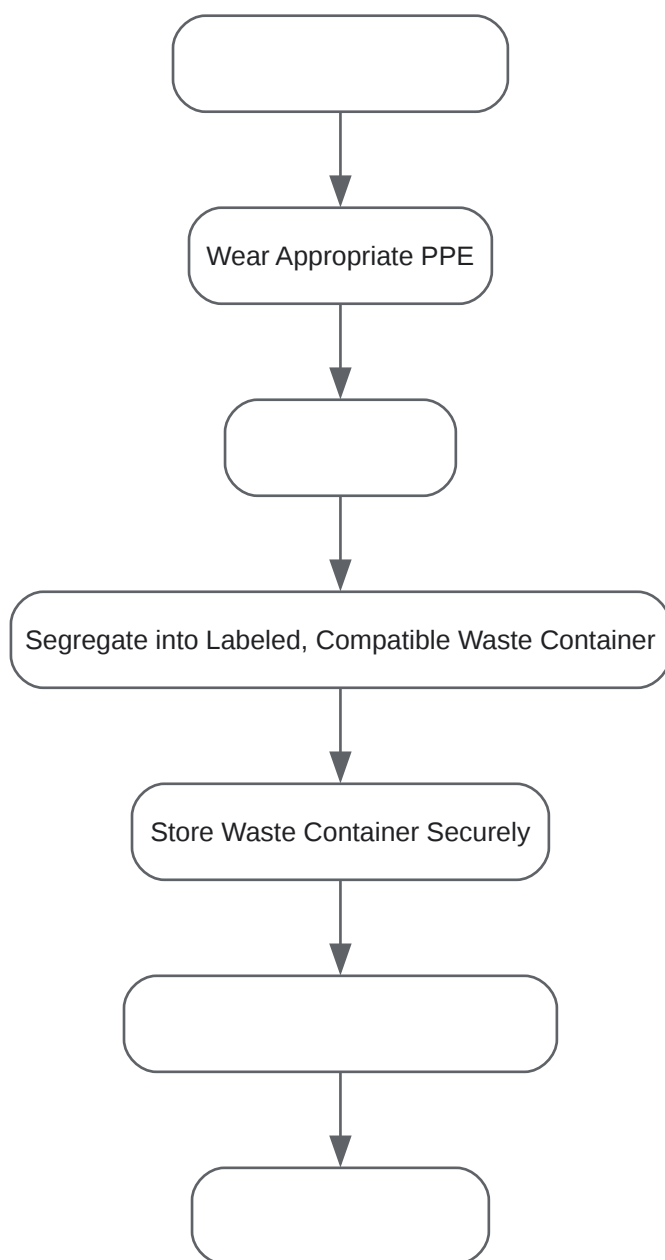 Wear Appropriate PPE
Segregate into Labeled, Compatible Waste Container
Store Waste Container Securely